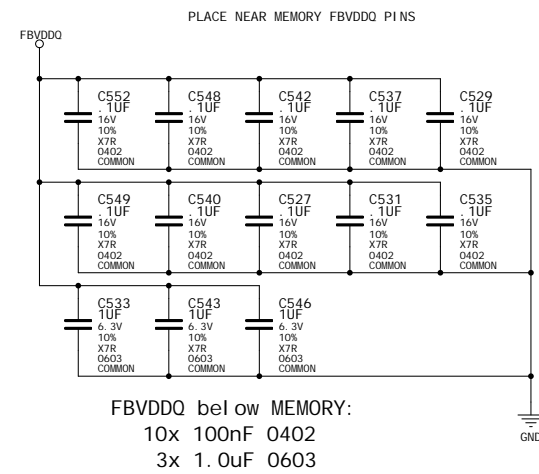 PLACE NEAR MEMORY FBVDDQ PINS
FBVDDQ
C552
.1UF
16V
10%
X7R
0402
COMMON
C548
.1UF
16V
10%
X7R
0402
COMMON
C542
.1UF
16V
10%
X7R
0402
COMMON
C537
.1UF
16V
10%
X7R
0402
COMMON
C529
.1UF
16V
10%
X7R
0402
COMMON
C549
.1UF
16V
10%
X7R
0402
COMMON
C540
.1UF
16V
10%
X7R
0402
COMMON
C527
.1UF
16V
10%
X7R
0402
COMMON
C531
.1UF
16V
10%
X7R
0402
COMMON
C535
.1UF
16V
10%
X7R
0402
COMMON
C533
1UF
6.3V
10%
X7R
0603
COMMON
C543
1UF
6.3V
10%
X7R
0603
COMMON
C546
1UF
6.3V
10%
X7R
0603
COMMON
FBVDDQ below MEMORY:
10x 100nF 0402
3x 1.0uF 0603
GND